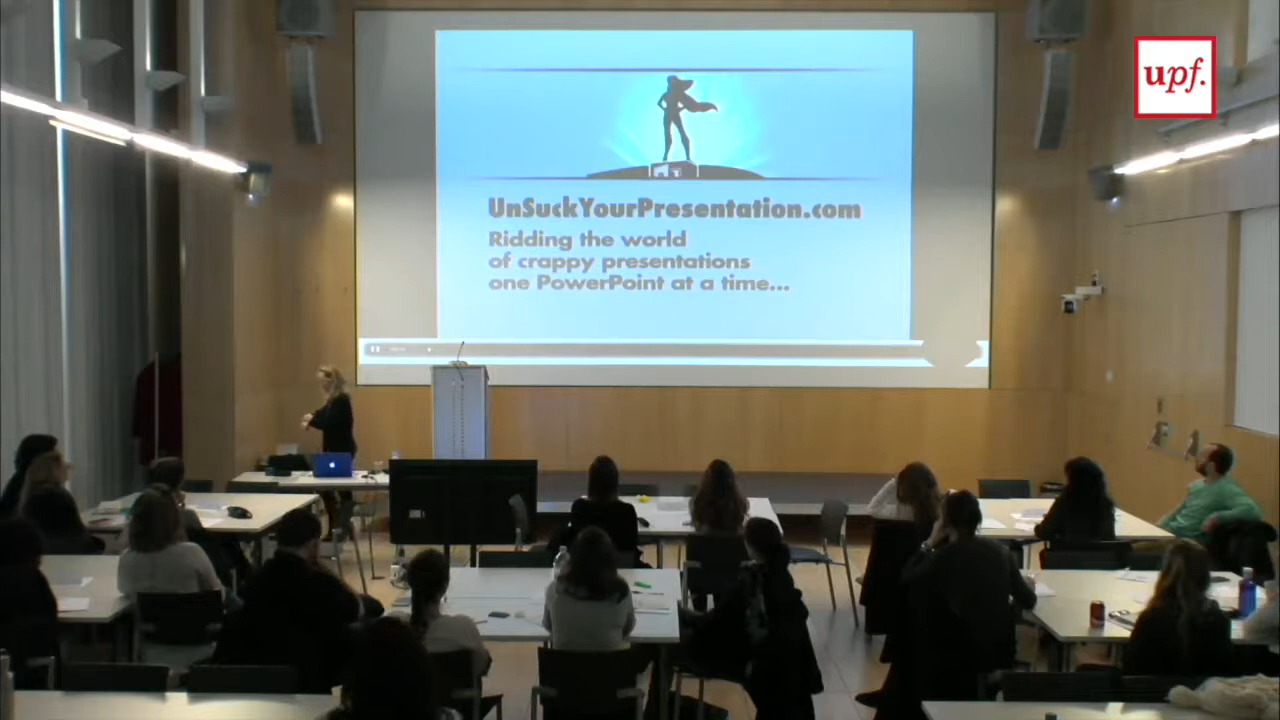 upf.
UnSuckYourPresentation.com
Ridding the world
of crappy presentations
one PowerPoint at a time...